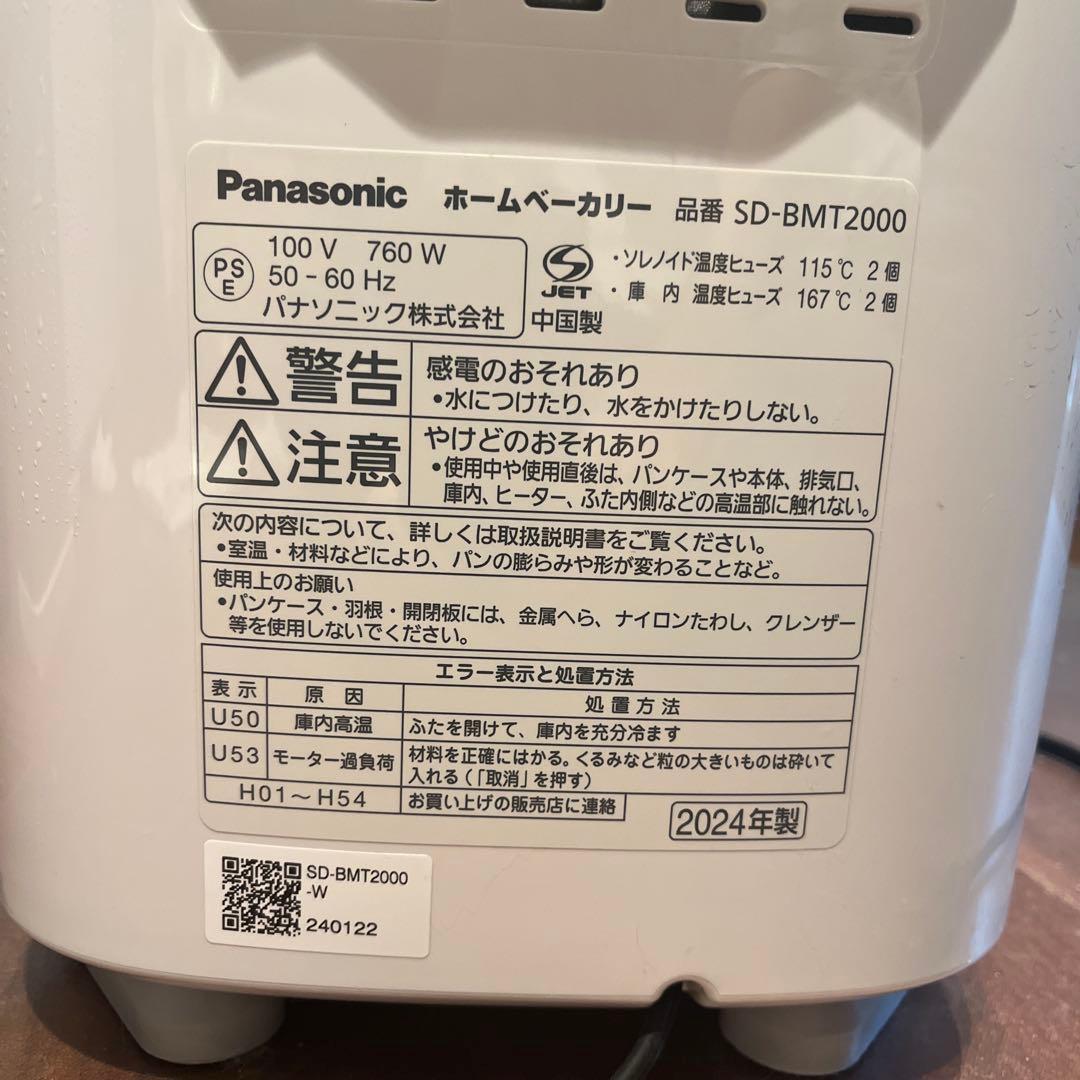 Panasonic ホームベーカリー 品番 SD-BMT2000
PSE
100 V 760 W
50 - 60 Hz
パナソニック株式会社
JET
中国製
・ソレノイド温度ヒューズ 115℃ 2個
・庫内 温度ヒューズ 167℃ 2個
警告
感電のおそれあり
•水につけたり、水をかけたりしない。
注意
やけどのおそれあり
•使用中や使用直後は、パンケースや本体、排気口、
庫内、ヒーター、ふた内側などの高温部に触れない。
次の内容について、詳しくは取扱説明書をご覧ください。
•室温・材料などにより、パンの膨らみや形が変わることなど。
使用上のお願い
•パンケース・羽根・開閉板には、金属へら、ナイロンたわし、クレンザー
等を使用しないでください。
エラー表示と処置方法
表示 原因 処置方法
U50 庫内高温 ふたを開けて、庫内を充分冷ます
U53 モーター過負荷 材料を正確にはかる。くるみなど粒の大きいものは砕いて
入れる(「取消」を押す)
H01～H54 お買い上げの販売店に連絡
2024年製
SD-BMT2000
-W
240122